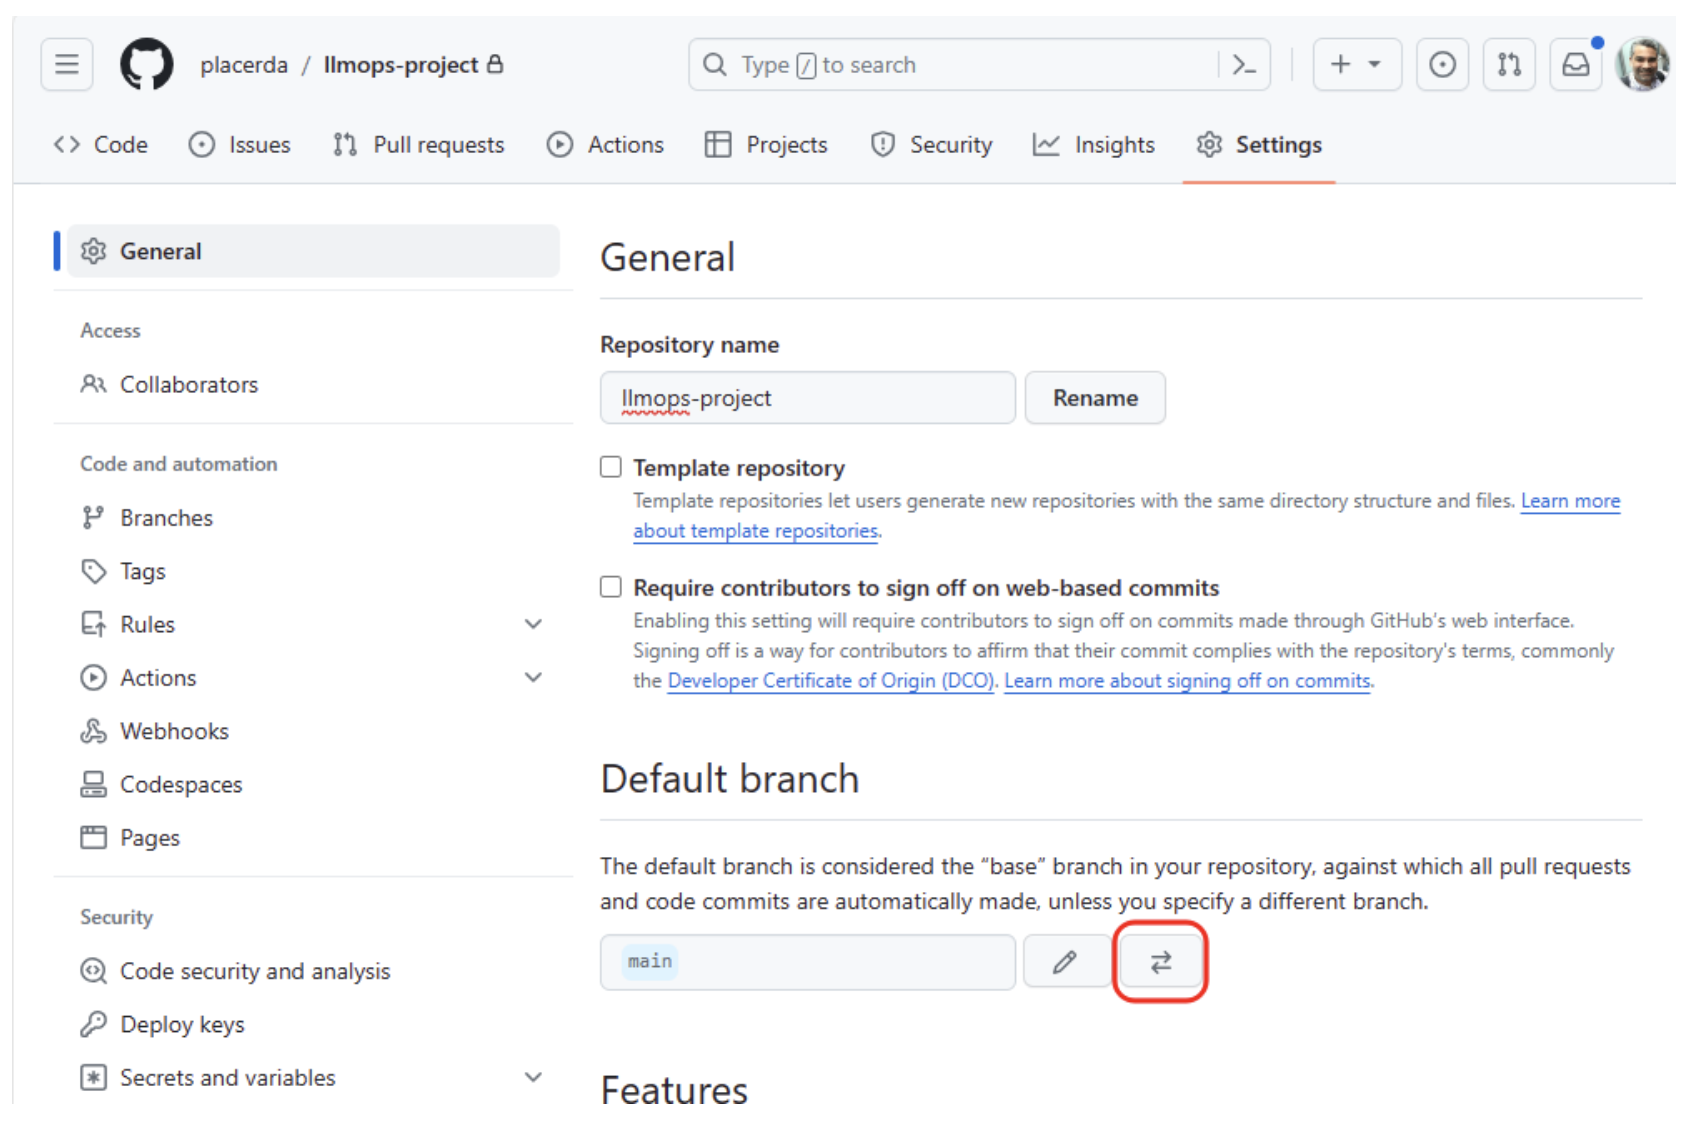 placerda / llmops-project
Type / to search
Code
Issues
Pull requests
Actions
Projects
Security
Insights
Settings
General
Access
Collaborators
Code and automation
Branches
Tags
Rules
Actions
Webhooks
Codespaces
Pages
Security
Code security and analysis
Deploy keys
Secrets and variables
General
Repository name
llmops-project
Rename
Template repository
Template repositories let users generate new repositories with the same directory structure and files. Learn more
about template repositories.
Require contributors to sign off on web-based commits
Enabling this setting will require contributors to sign off on commits made through GitHub's web interface.
Signing off is a way for contributors to affirm that their commit complies with the repository's terms, commonly
the Developer Certificate of Origin (DCO). Learn more about signing off on commits.
Default branch
The default branch is considered the “base” branch in your repository, against which all pull requests
and code commits are automatically made, unless you specify a different branch.
main
Features